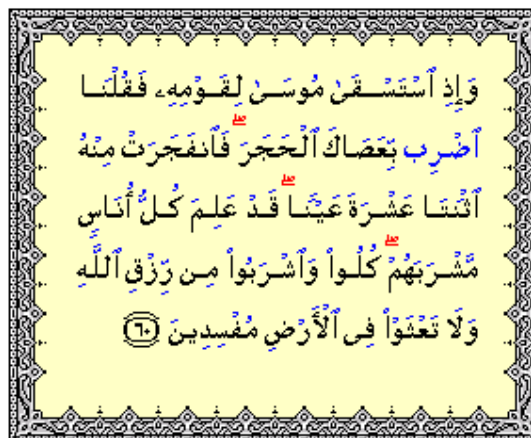 وَإِذِ ٱسْتَسْقَىٰ مُوسَىٰ لِقَوْمِهِۦ فَقُلْنَا
ٱضْرِب بِّعَصَاكَ ٱلْحَجَرَ ۖ فَٱنفَجَرَتْ مِنْهُ
ٱثْنَتَا عَشْرَةَ عَيْنًا ۖ قَدْ عَلِمَ كُلُّ أُنَاسٍ
مَّشْرَبَهُمْ ۖ كُلُوا۟ وَٱشْرَبُوا۟ مِن رِّزْقِ ٱللَّهِ
وَلَا تَعْثَوْا۟ فِى ٱلْأَرْضِ مُفْسِدِينَ ٦٠